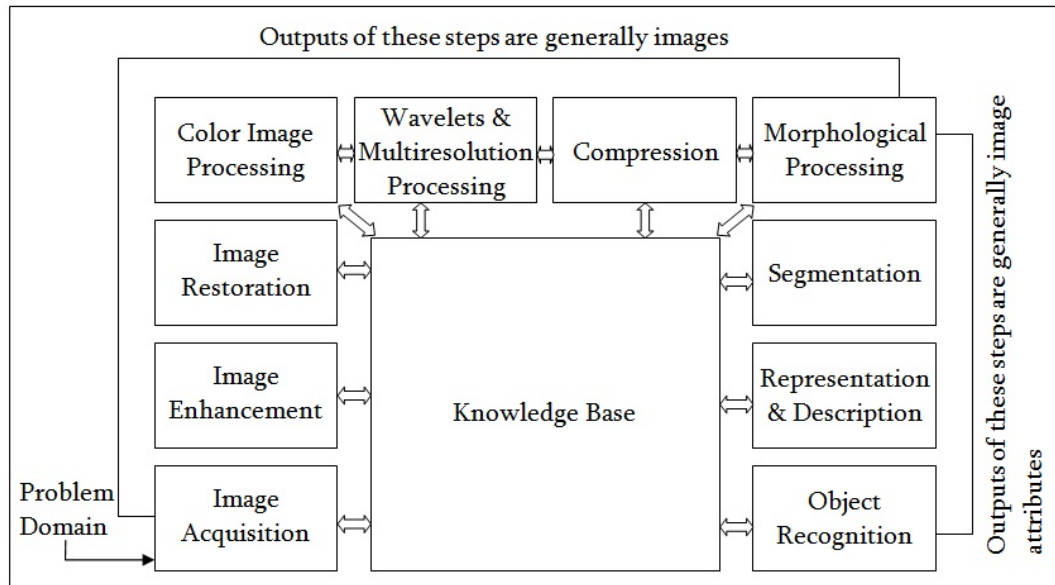 Outputs of these steps are generally images
Color Image
Processing
Wavelets &
Multiresolution
Processing
Compression
Morphological
Processing
Image
Restoration
Segmentation
Image
Enhancement
Knowledge Base
Representation
& Description
Problem
Domain
Image
Acquisition
Object
Recognition
Outputs of these steps are generally image
attributes